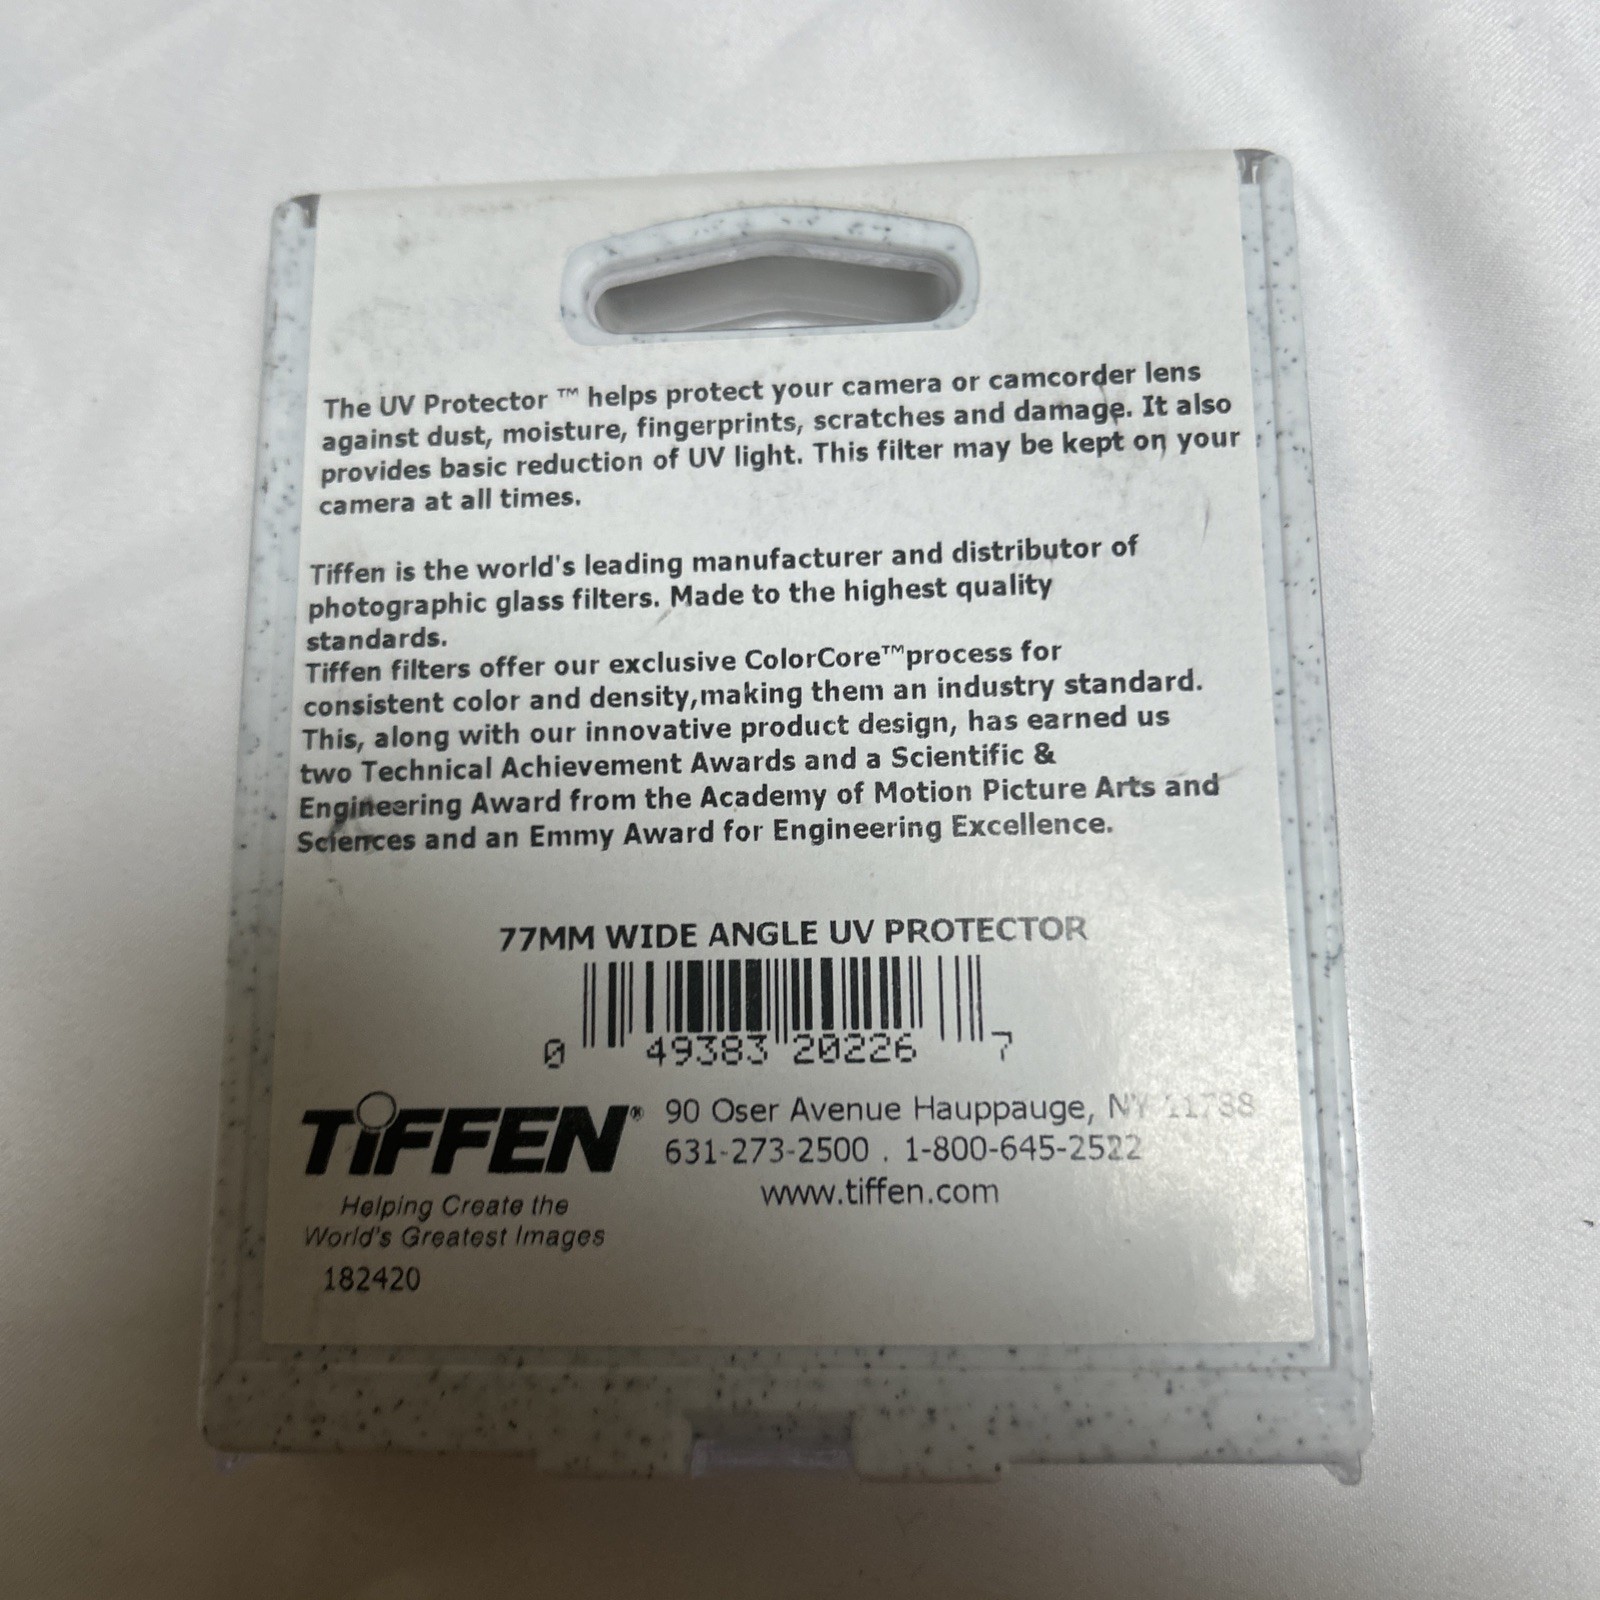 The UV Protector ™ helps protect your camera or camcorder lens
against dust, moisture, fingerprints, scratches and damage. It also
provides basic reduction of UV light. This filter may be kept on your
camera at all times.
Tiffen is the world's leading manufacturer and distributor of
photographic glass filters. Made to the highest quality
standards.
Tiffen filters offer our exclusive ColorCore™process for
consistent color and density,making them an industry standard.
This, along with our innovative product design, has earned us
two Technical Achievement Awards and a Scientific &
Engineering Award from the Academy of Motion Picture Arts and
Sciences and an Emmy Award for Engineering Excellence.
77MM WIDE ANGLE UV PROTECTOR
0 49383 20226 7
TiFFEN®
90 Oser Avenue Hauppauge, NY 11788
631-273-2500 . 1-800-645-2522
www.tiffen.com
Helping Create the
World's Greatest Images
182420